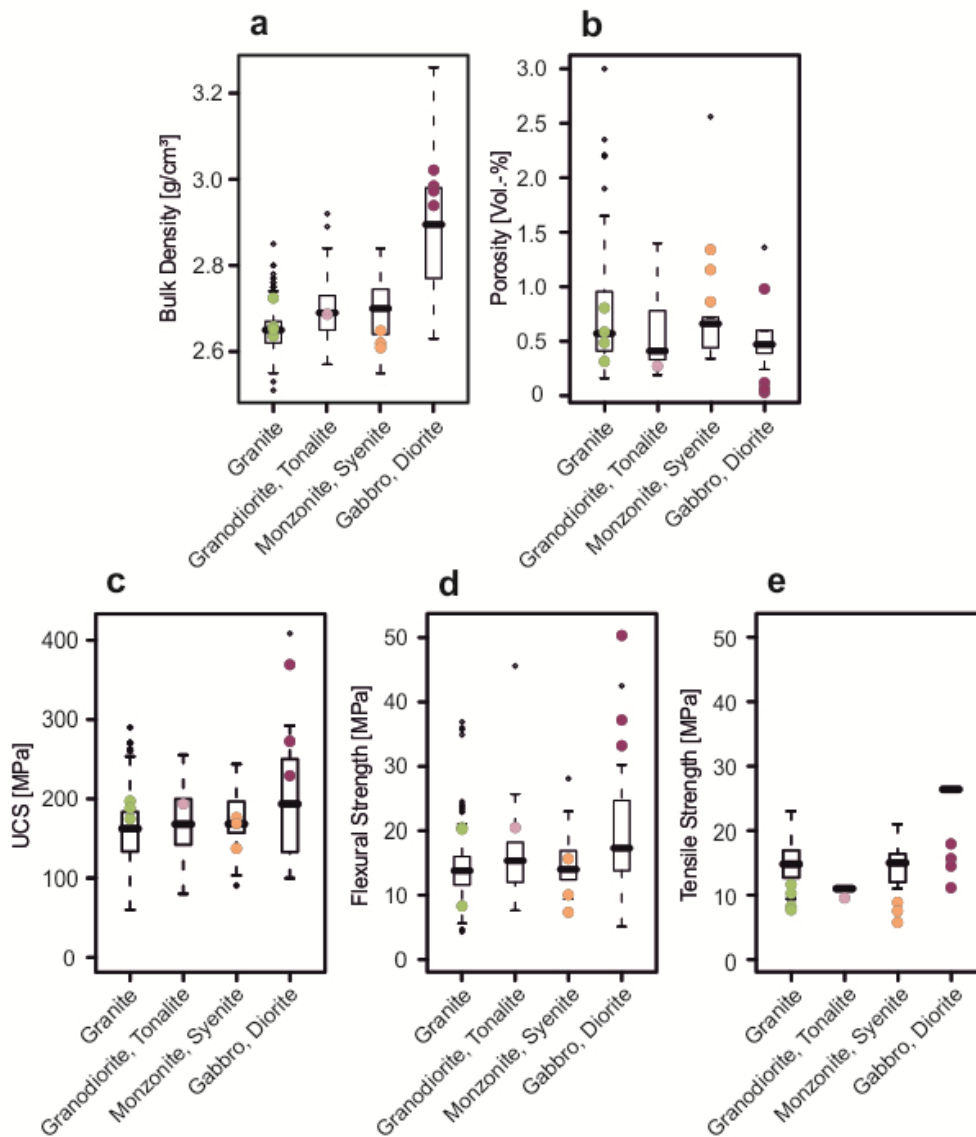 a
Bulk Density [g/cm³]
3.2
3.0
2.8
2.6
Granite
Granodiorite, Tonalite
Monzonite, Syenite
Gabbro, Diorite
b
Porosity [Vol.-%]
3.0
2.5
2.0
1.5
1.0
0.5
0
Granite
Granodiorite, Tonalite
Monzonite, Syenite
Gabbro, Diorite
c
UCS [MPa]
400
300
200
100
0
Granite
Granodiorite, Tonalite
Monzonite, Syenite
Gabbro, Diorite
d
Flexural Strength [MPa]
50
40
30
20
10
0
Granite
Granodiorite, Tonalite
Monzonite, Syenite
Gabbro, Diorite
e
Tensile Strength [MPa]
50
40
30
20
10
0
Granite
Granodiorite, Tonalite
Monzonite, Syenite
Gabbro, Diorite